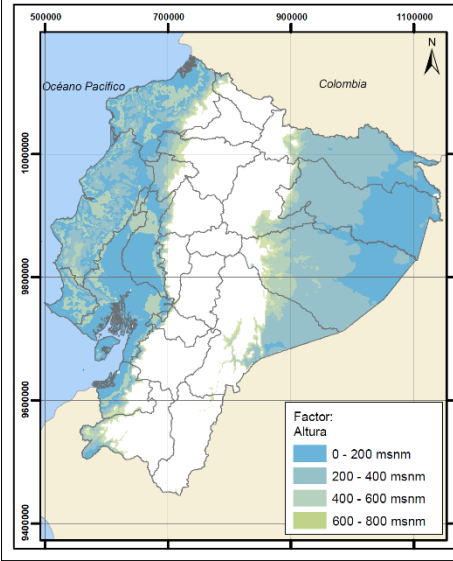 500000 700000 900000 1100000
N
Océano Pacífico
Colombia
10000000
9800000
9600000
9400000
Factor:
Altura
0 - 200 msnm
200 - 400 msnm
400 - 600 msnm
600 - 800 msnm